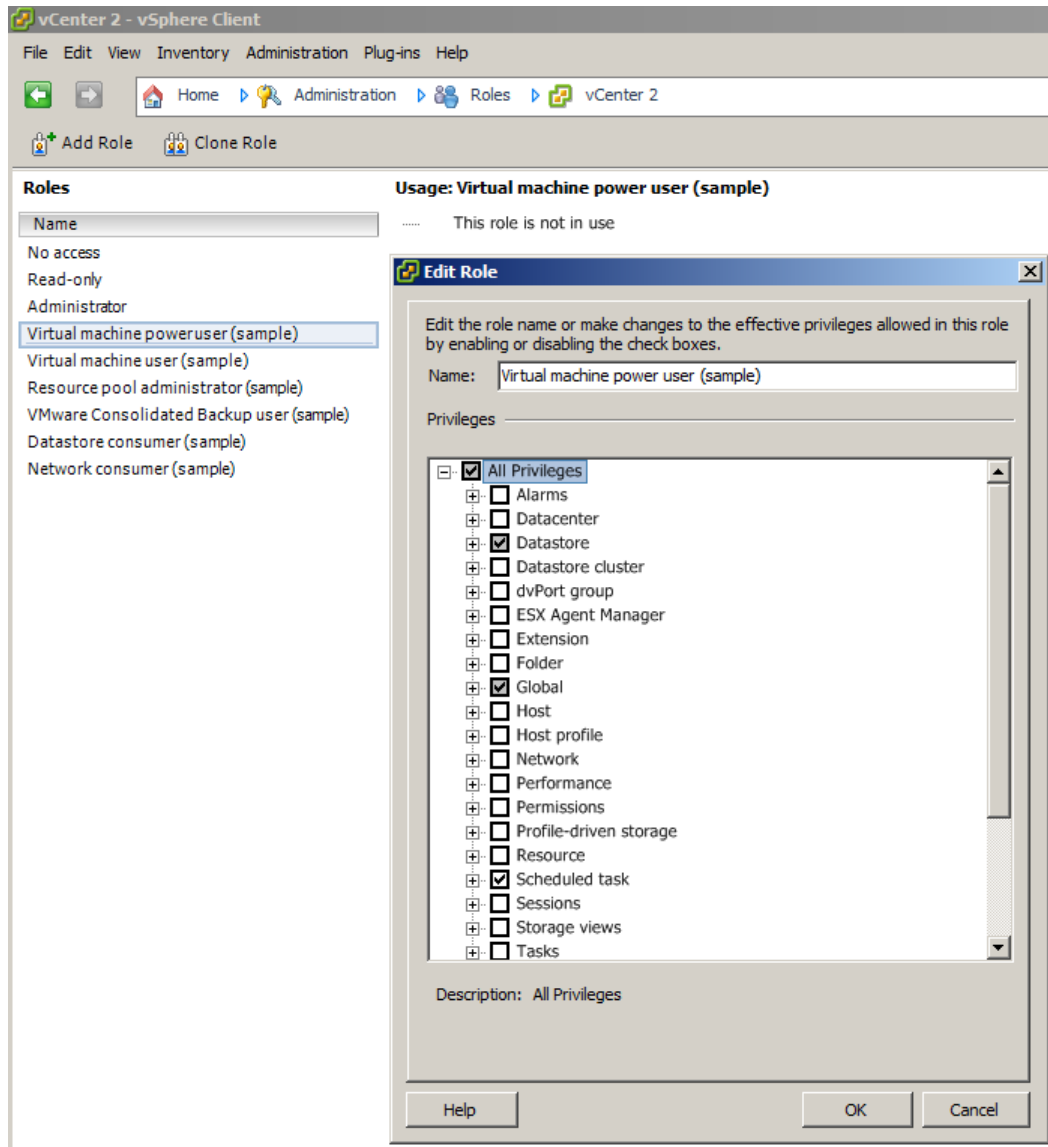 vCenter 2 - vSphere Client
File Edit View Inventory Administration Plug-ins Help
Home Administration Roles vCenter 2
Add Role Clone Role
Roles
Name
No access
Read-only
Administrator
Virtual machine poweruser (sample)
Virtual machine user (sample)
Resource pool administrator (sample)
VMware Consolidated Backup user (sample)
Datastore consumer (sample)
Network consumer (sample)
Usage: Virtual machine power user (sample)
This role is not in use
Edit Role
Edit the role name or make changes to the effective privileges allowed in this role
by enabling or disabling the check boxes.
Name: Virtual machine power user (sample)
Privileges
All Privileges
Alarms
Datacenter
Datastore
Datastore cluster
dvPort group
ESX Agent Manager
Extension
Folder
Global
Host
Host profile
Network
Performance
Permissions
Profile-driven storage
Resource
Scheduled task
Sessions
Storage views
Tasks
Description: All Privileges
Help OK Cancel